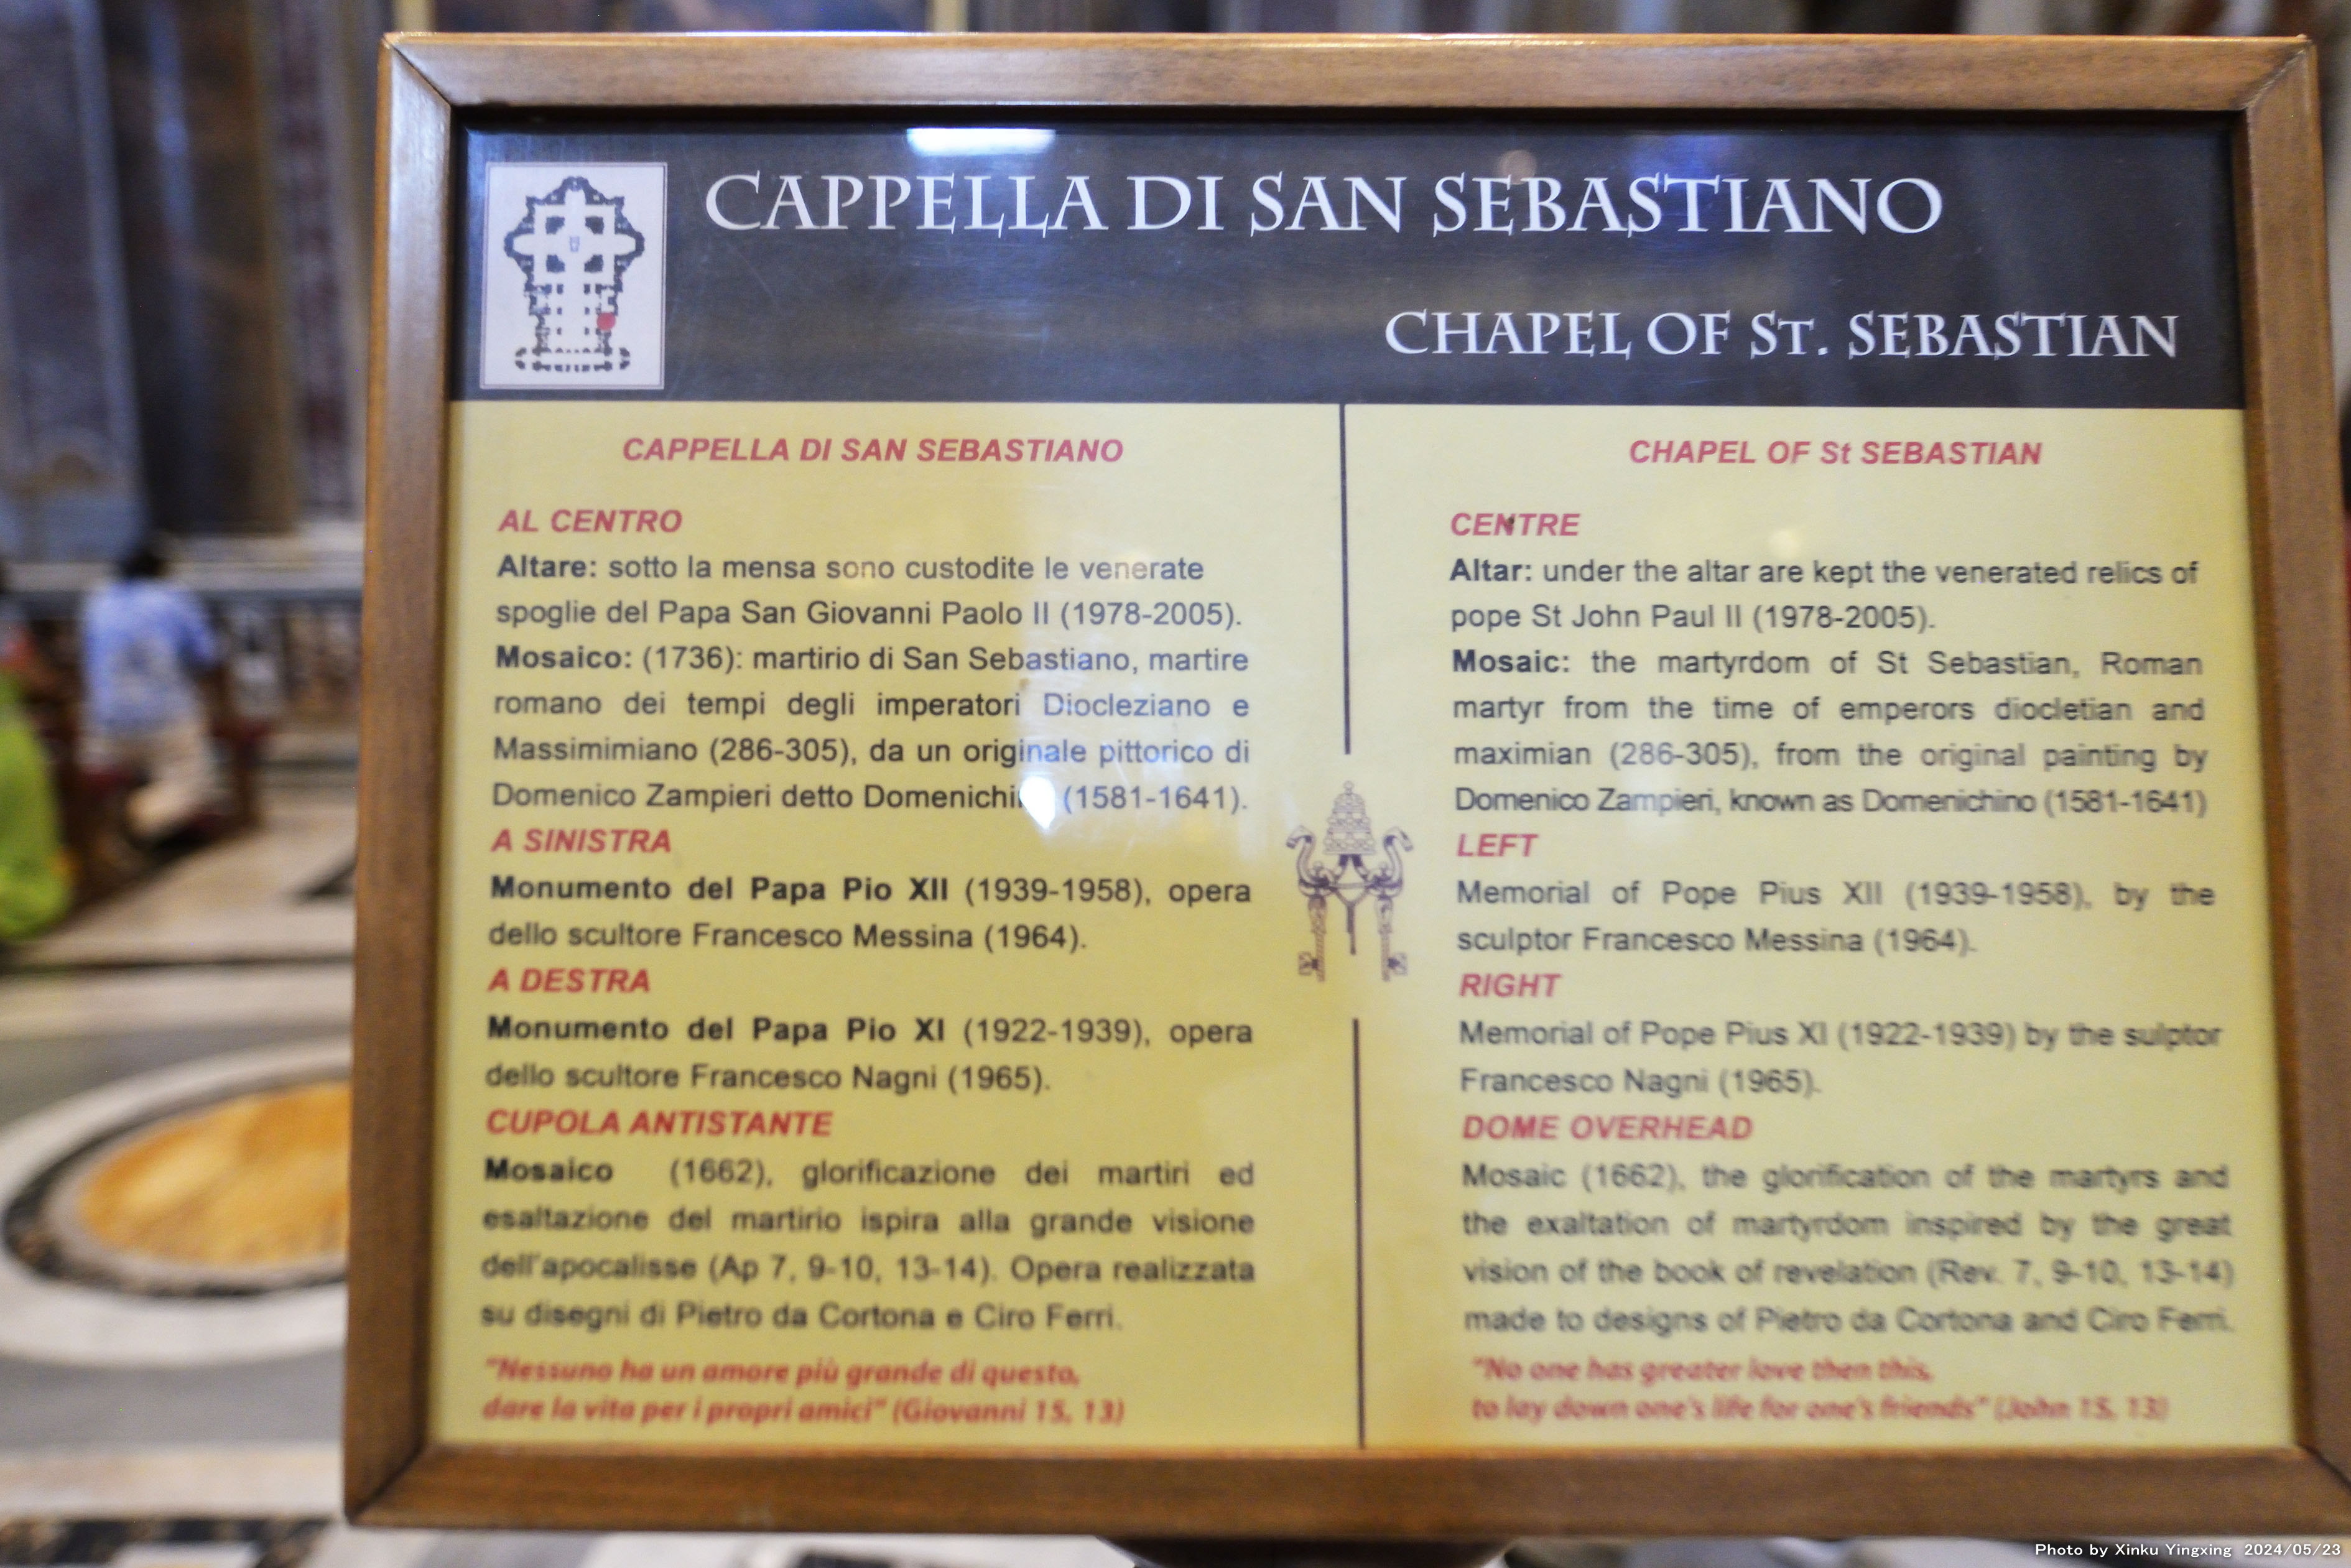 CAPPELLA DI SAN SEBASTIANO
CHAPEL OF ST. SEBASTIAN
CAPPELLA DI SAN SEBASTIANO
AL CENTRO
Altare: sotto la mensa sono custodite le venerate
spoglie del Papa San Giovanni Paolo II (1978-2005).
Mosaico: (1736): martirio di San Sebastiano, martire
romano dei tempi degli imperatori Diocleziano e
Massimimiano (286-305), da un originale pittorico di
Domenico Zampieri detto Domenichi (1581-1641).
A SINISTRA
Monumento del Papa Pio XII (1939-1958), opera
dello scultore Francesco Messina (1964).
A DESTRA
Monumento del Papa Pio XI (1922-1939), opera
dello scultore Francesco Nagni (1965).
CUPOLA ANTISTANTE
Mosaico (1662), glorificazione dei martiri ed
esaltazione del martirio ispira alla grande visione
dell'apocalisse (Ap 7, 9-10, 13-14). Opera realizzata
su disegni di Pietro da Cortona e Ciro Ferri.
"Nessuno ha un amore più grande di questo,
dare la vita per i propri amici" (Giovanni 15, 13)
CHAPEL OF St SEBASTIAN
CENTRE
Altar: under the altar are kept the venerated relics of
pope St John Paul II (1978-2005).
Mosaic: the martyrdom of St Sebastian, Roman
martyr from the time of emperors diocletian and
maximian (286-305), from the original painting by
Domenico Zampieri, known as Domenichino (1581-1641)
LEFT
Memorial of Pope Pius XII (1939-1958), by the
sculptor Francesco Messina (1964).
RIGHT
Memorial of Pope Pius XI (1922-1939) by the sulptor
Francesco Nagni (1965).
DOME OVERHEAD
Mosaic (1662), the glorification of the martyrs and
the exaltation of martyrdom inspired by the great
vision of the book of revelation (Rev. 7, 9-10, 13-14)
made to designs of Pietro da Cortona and Ciro Ferri.
"No one has greater love then this,
to lay down one's life for one's friends" (John 15, 13)
Photo by Xinku Yingxing 2024/05/23